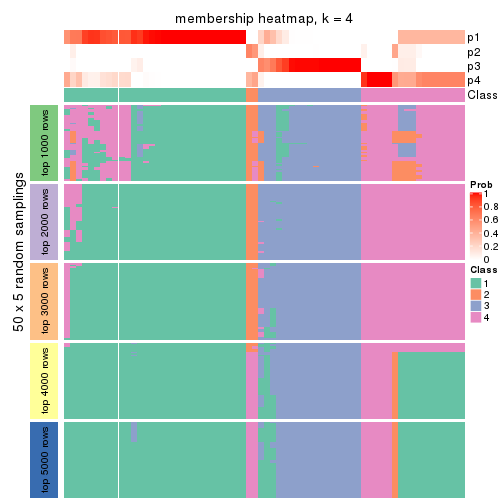 membership heatmap, k = 4
p1
p2
p3
p4
Class
50 x 5 random samplings
top 1000 rows
top 2000 rows
top 3000 rows
top 4000 rows
top 5000 rows
Prob
1
0.8
0.6
0.4
0.2
0
Class
1
2
3
4